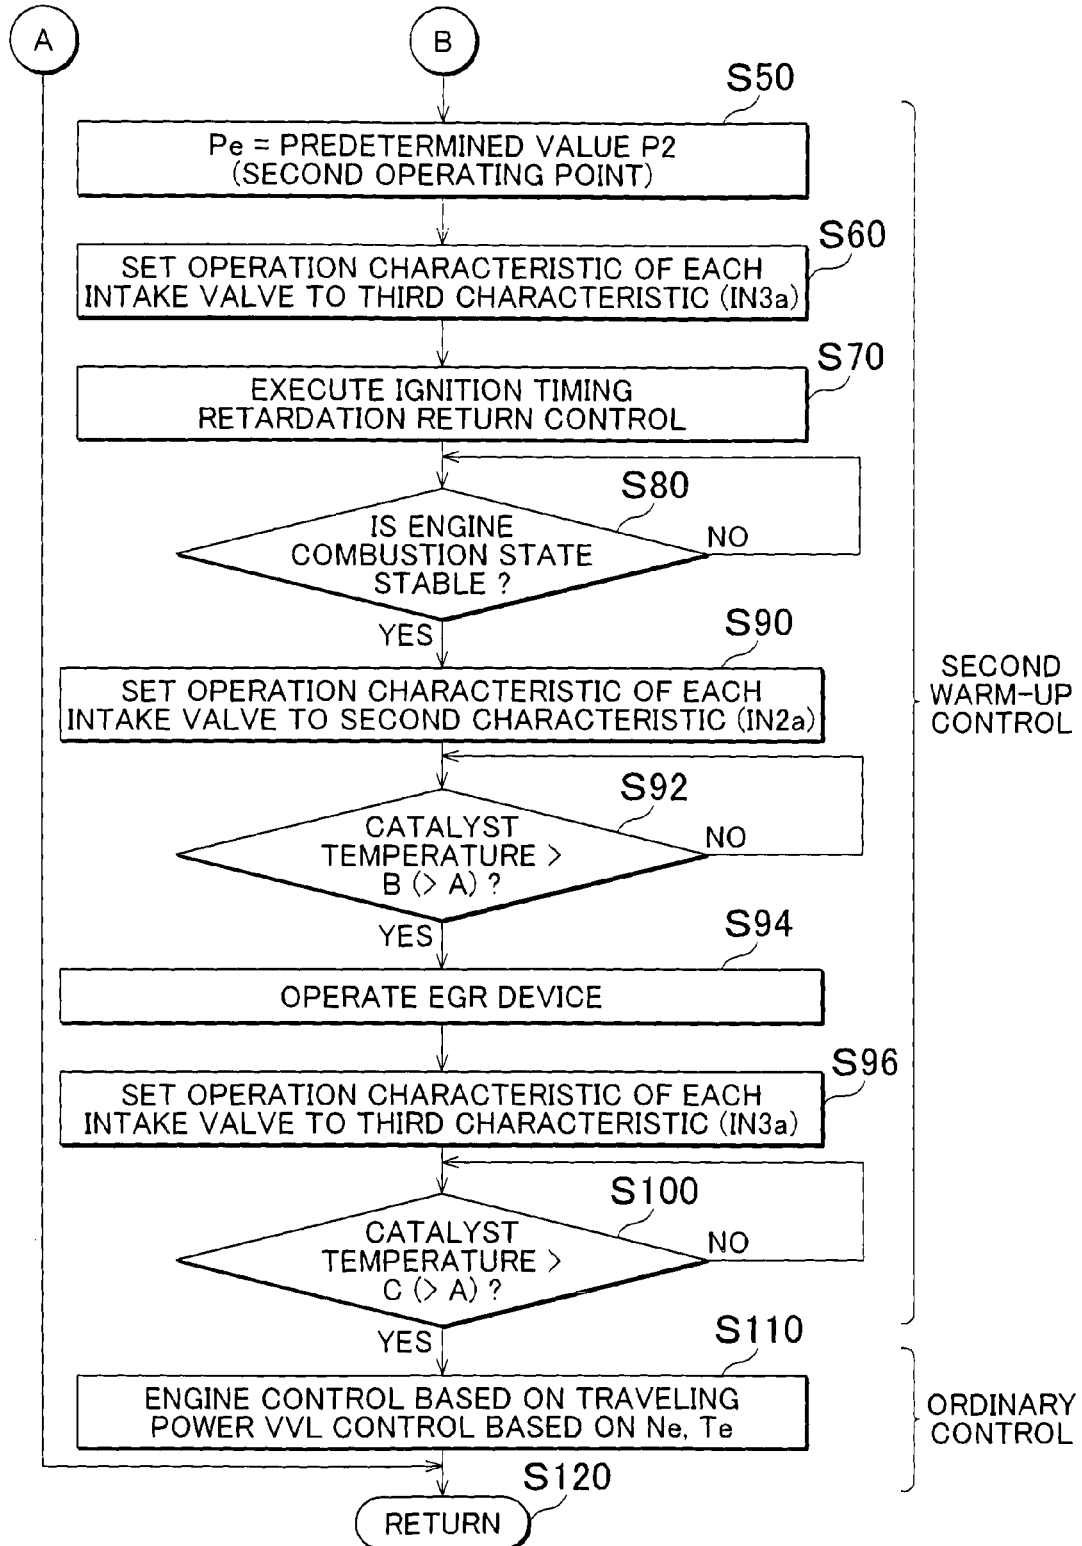 A
B
S50
Pe = PREDETERMINED VALUE P2
(SECOND OPERATING POINT)
S60
SET OPERATION CHARACTERISTIC OF EACH
INTAKE VALVE TO THIRD CHARACTERISTIC (IN3a)
S70
EXECUTE IGNITION TIMING
RETARDATION RETURN CONTROL
S80
IS ENGINE
COMBUSTION STATE
STABLE ?
NO
YES
S90
SET OPERATION CHARACTERISTIC OF EACH
INTAKE VALVE TO SECOND CHARACTERISTIC (IN2a)
SECOND
WARM-UP
CONTROL
S92
CATALYST
TEMPERATURE >
B (> A) ?
NO
YES
S94
OPERATE EGR DEVICE
S96
SET OPERATION CHARACTERISTIC OF EACH
INTAKE VALVE TO THIRD CHARACTERISTIC (IN3a)
S100
CATALYST
TEMPERATURE >
C (> A) ?
NO
YES
S110
ENGINE CONTROL BASED ON TRAVELING
POWER VVL CONTROL BASED ON Ne, Te
ORDINARY
CONTROL
S120
RETURN